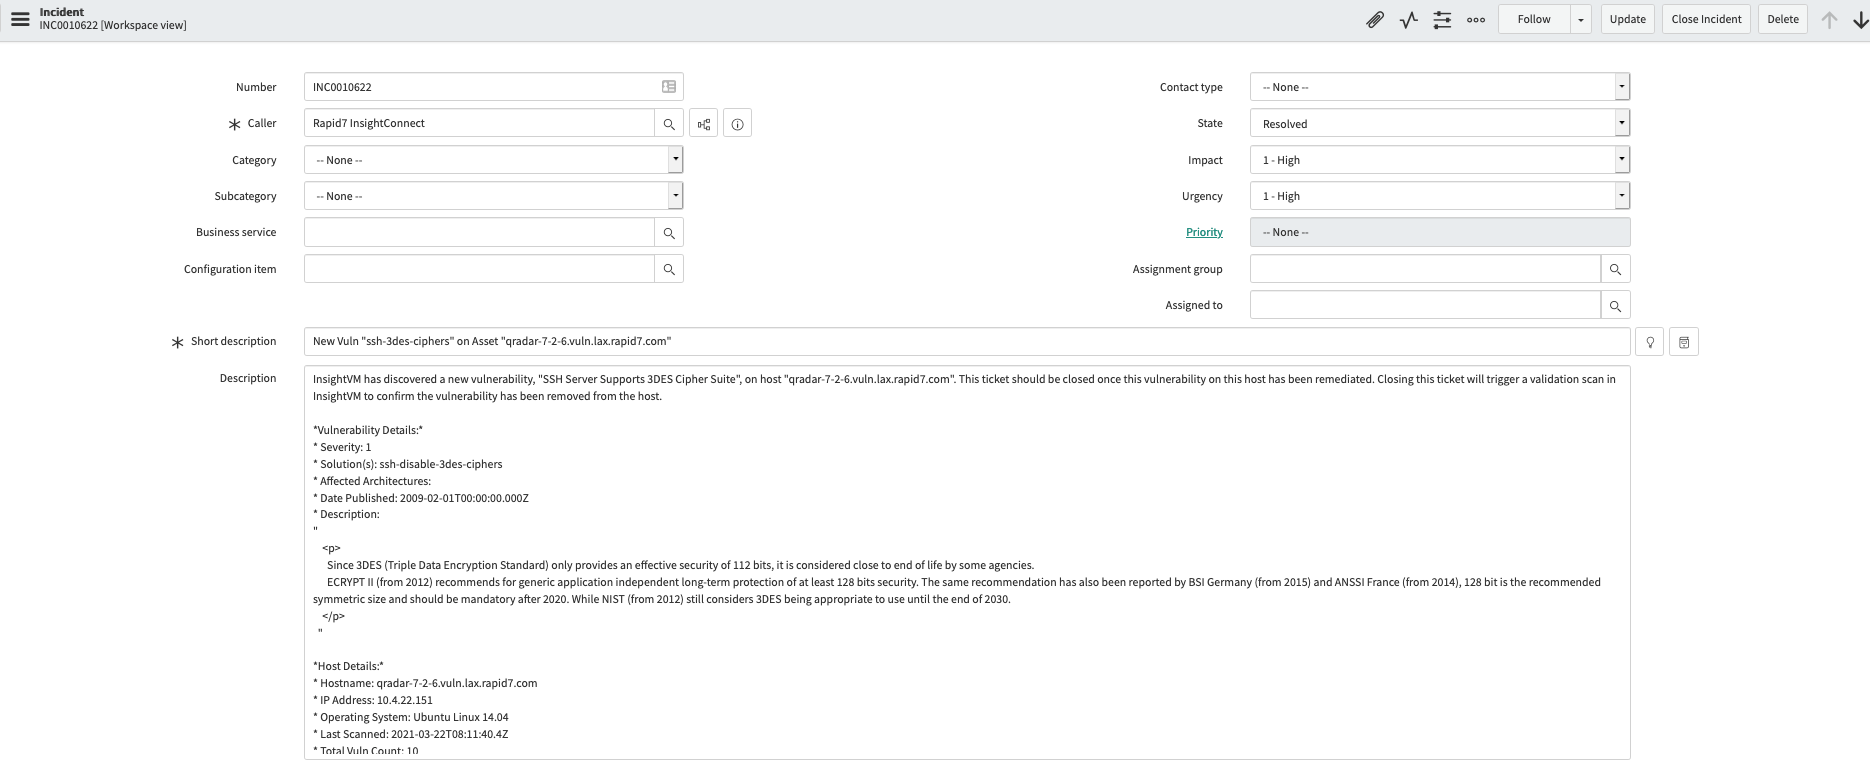 Incident
INC0010622 [Workspace view]
Follow
Update
Close Incident
Delete
Number
INC0010622
Contact type
-- None --
Caller
Rapid7 InsightConnect
State
Resolved
Category
-- None --
Impact
1 - High
Subcategory
-- None --
Urgency
1 - High
Business service
Priority
-- None --
Configuration item
Assignment group
Assigned to
Short description
New Vuln "ssh-3des-ciphers" on Asset "qradar-7-2-6.vuln.lax.rapid7.com"
Description
InsightVM has discovered a new vulnerability, "SSH Server Supports 3DES Cipher Suite", on host "qradar-7-2-6.vuln.lax.rapid7.com". This ticket should be closed once this vulnerability on this host has been remediated. Closing this ticket will trigger a validation scan in
InsightVM to confirm the vulnerability has been removed from the host.
*Vulnerability Details:*
* Severity: 1
* Solution(s): ssh-disable-3des-ciphers
* Affected Architectures:
* Date Published: 2009-02-01T00:00:00.000Z
* Description:
"
<p>
Since 3DES (Triple Data Encryption Standard) only provides an effective security of 112 bits, it is considered close to end of life by some agencies.
ECRYPT II (from 2012) recommends for generic application independent long-term protection of at least 128 bits security. The same recommendation has also been reported by BSI Germany (from 2015) and ANSSI France (from 2014), 128 bit is the recommended
symmetric size and should be mandatory after 2020. While NIST (from 2012) still considers 3DES being appropriate to use until the end of 2030.
</p>
"
*Host Details:*
* Hostname: qradar-7-2-6.vuln.lax.rapid7.com
* IP Address: 10.4.22.151
* Operating System: Ubuntu Linux 14.04
* Last Scanned: 2021-03-22T08:11:40.4Z
* Total Vuln Count: 10